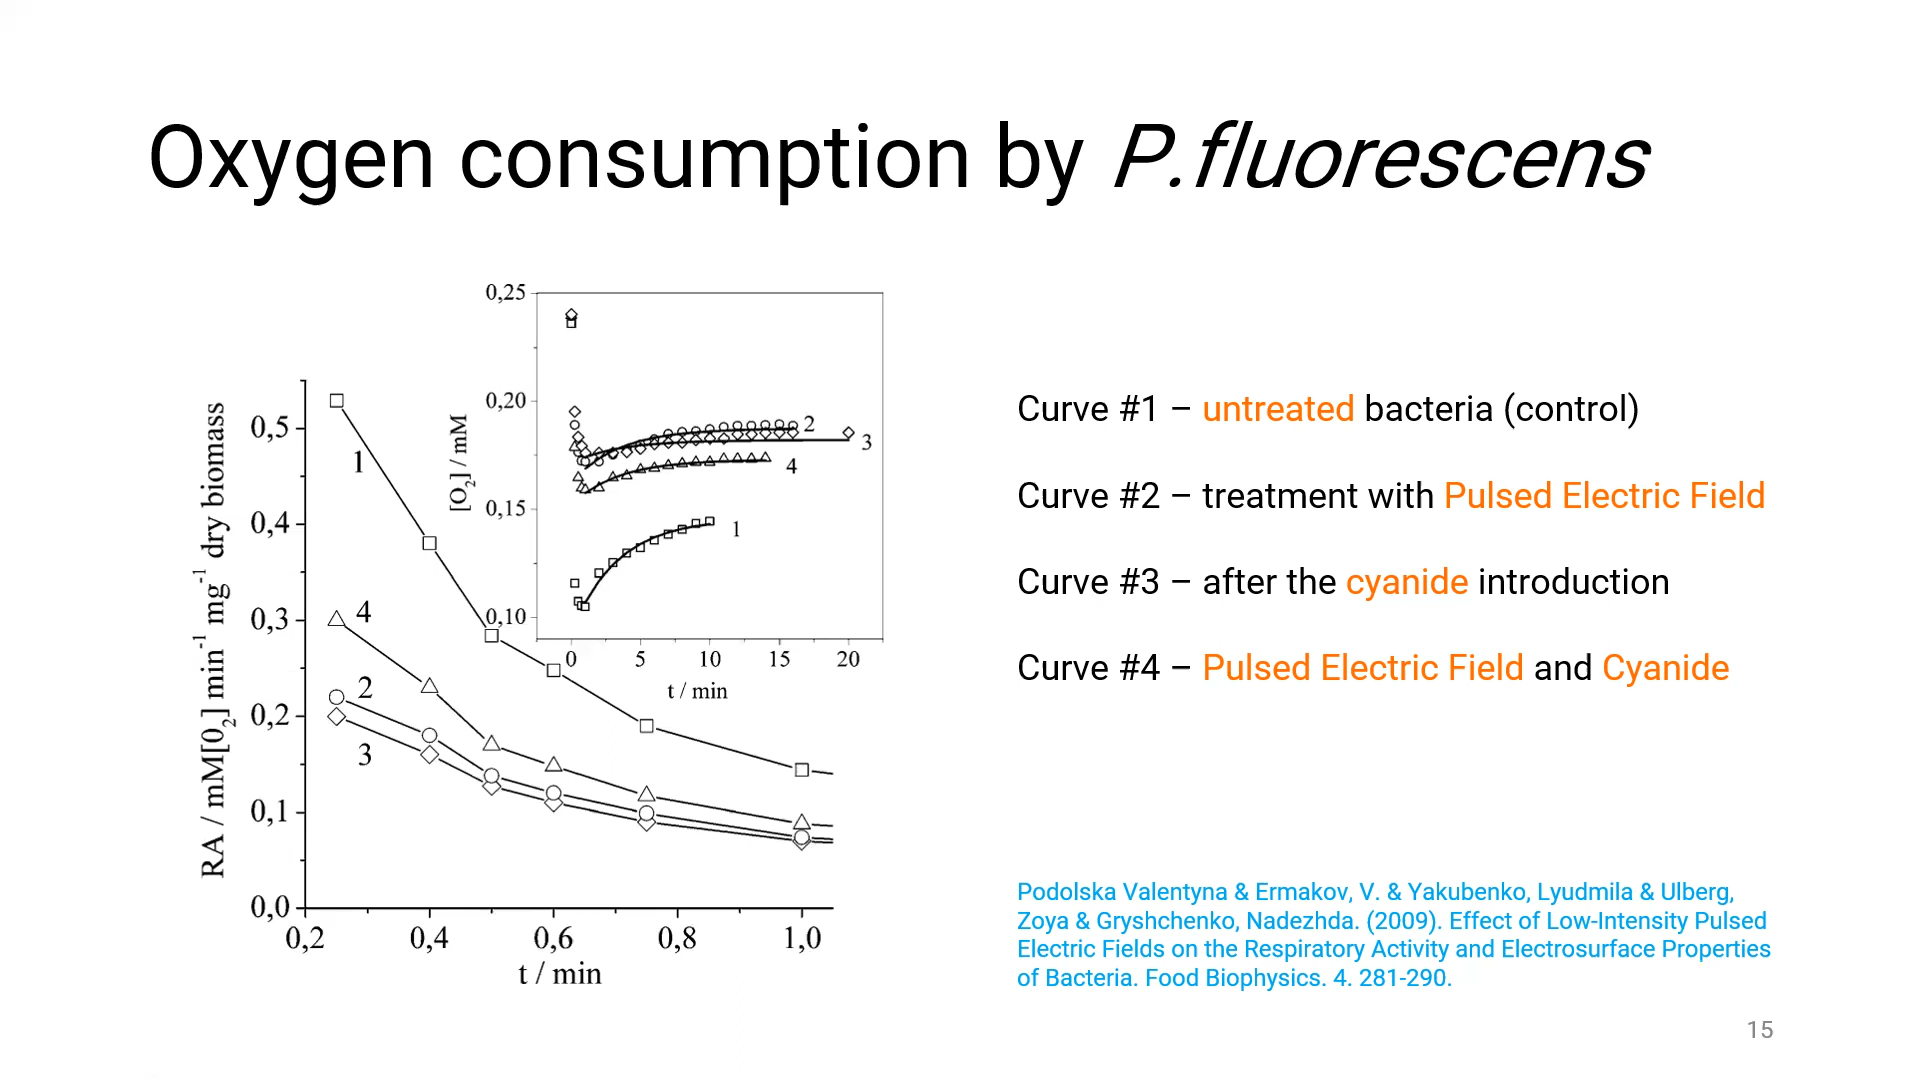 Oxygen consumption by P.fluorescens
0,25
0,20
0,15
0,10
[O2] / mM
2
3
4
1
0 5 10 15 20
t / min
0,5
0,4
0,3
0,2
0,1
0,0
RA / mM[02] min-1 mg-1 dry biomass
1
4
2
3
0,2 0,4 0,6 0,8 1,0
t / min
Curve #1 – untreated bacteria (control)
Curve #2 – treatment with Pulsed Electric Field
Curve #3 – after the cyanide introduction
Curve #4 – Pulsed Electric Field and Cyanide
Podolska Valentyna & Ermakov, V. & Yakubenko, Lyudmila & Ulberg,
Zoya & Gryshchenko, Nadezhda. (2009). Effect of Low-Intensity Pulsed
Electric Fields on the Respiratory Activity and Electrosurface Properties
of Bacteria. Food Biophysics. 4. 281-290.
15